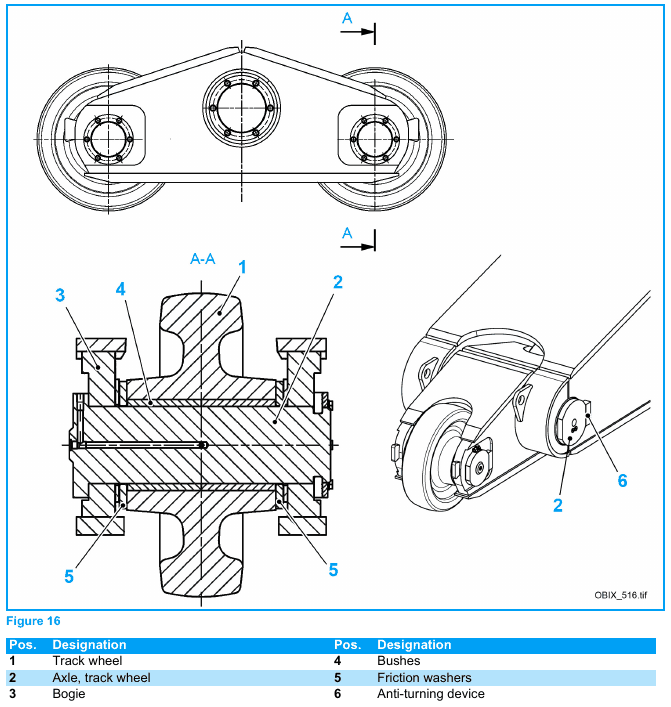 A
A
A-A
1
2
3
4
5
5
2
6
OBIX_516.tif
Figure 16
Pos. Designation Pos. Designation
1 Track wheel 4 Bushes
2 Axle, track wheel 5 Friction washers
3 Bogie 6 Anti-turning device